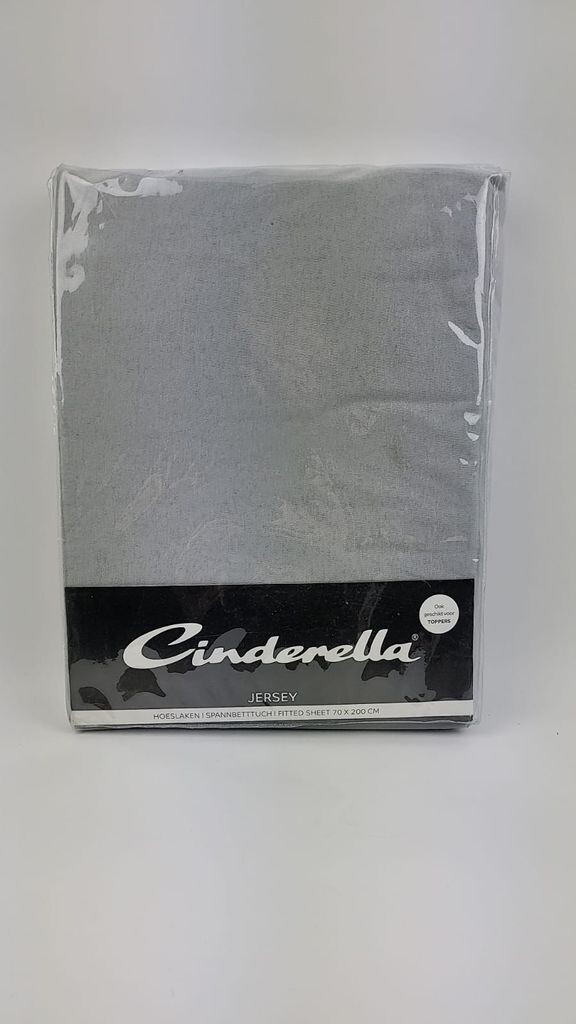 Ook
geschikt voor
TOPPERS
Cinderella®
JERSEY
HOESLAKEN | SPANNBETTTUCH | FITTED SHEET 70 X 200 CM